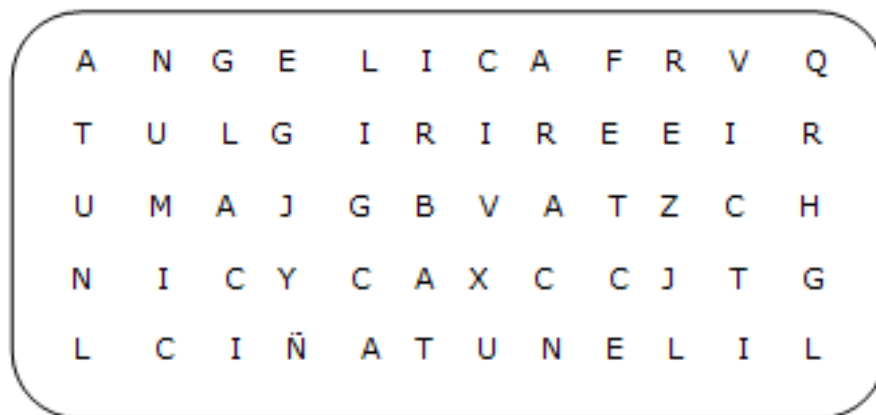 A N G E L I C A F R V Q
T U L G I R I R E E I R
U M A J G B V A T Z C H
N I C Y C A X C C J T G
L C I Ñ A T U N E L I L